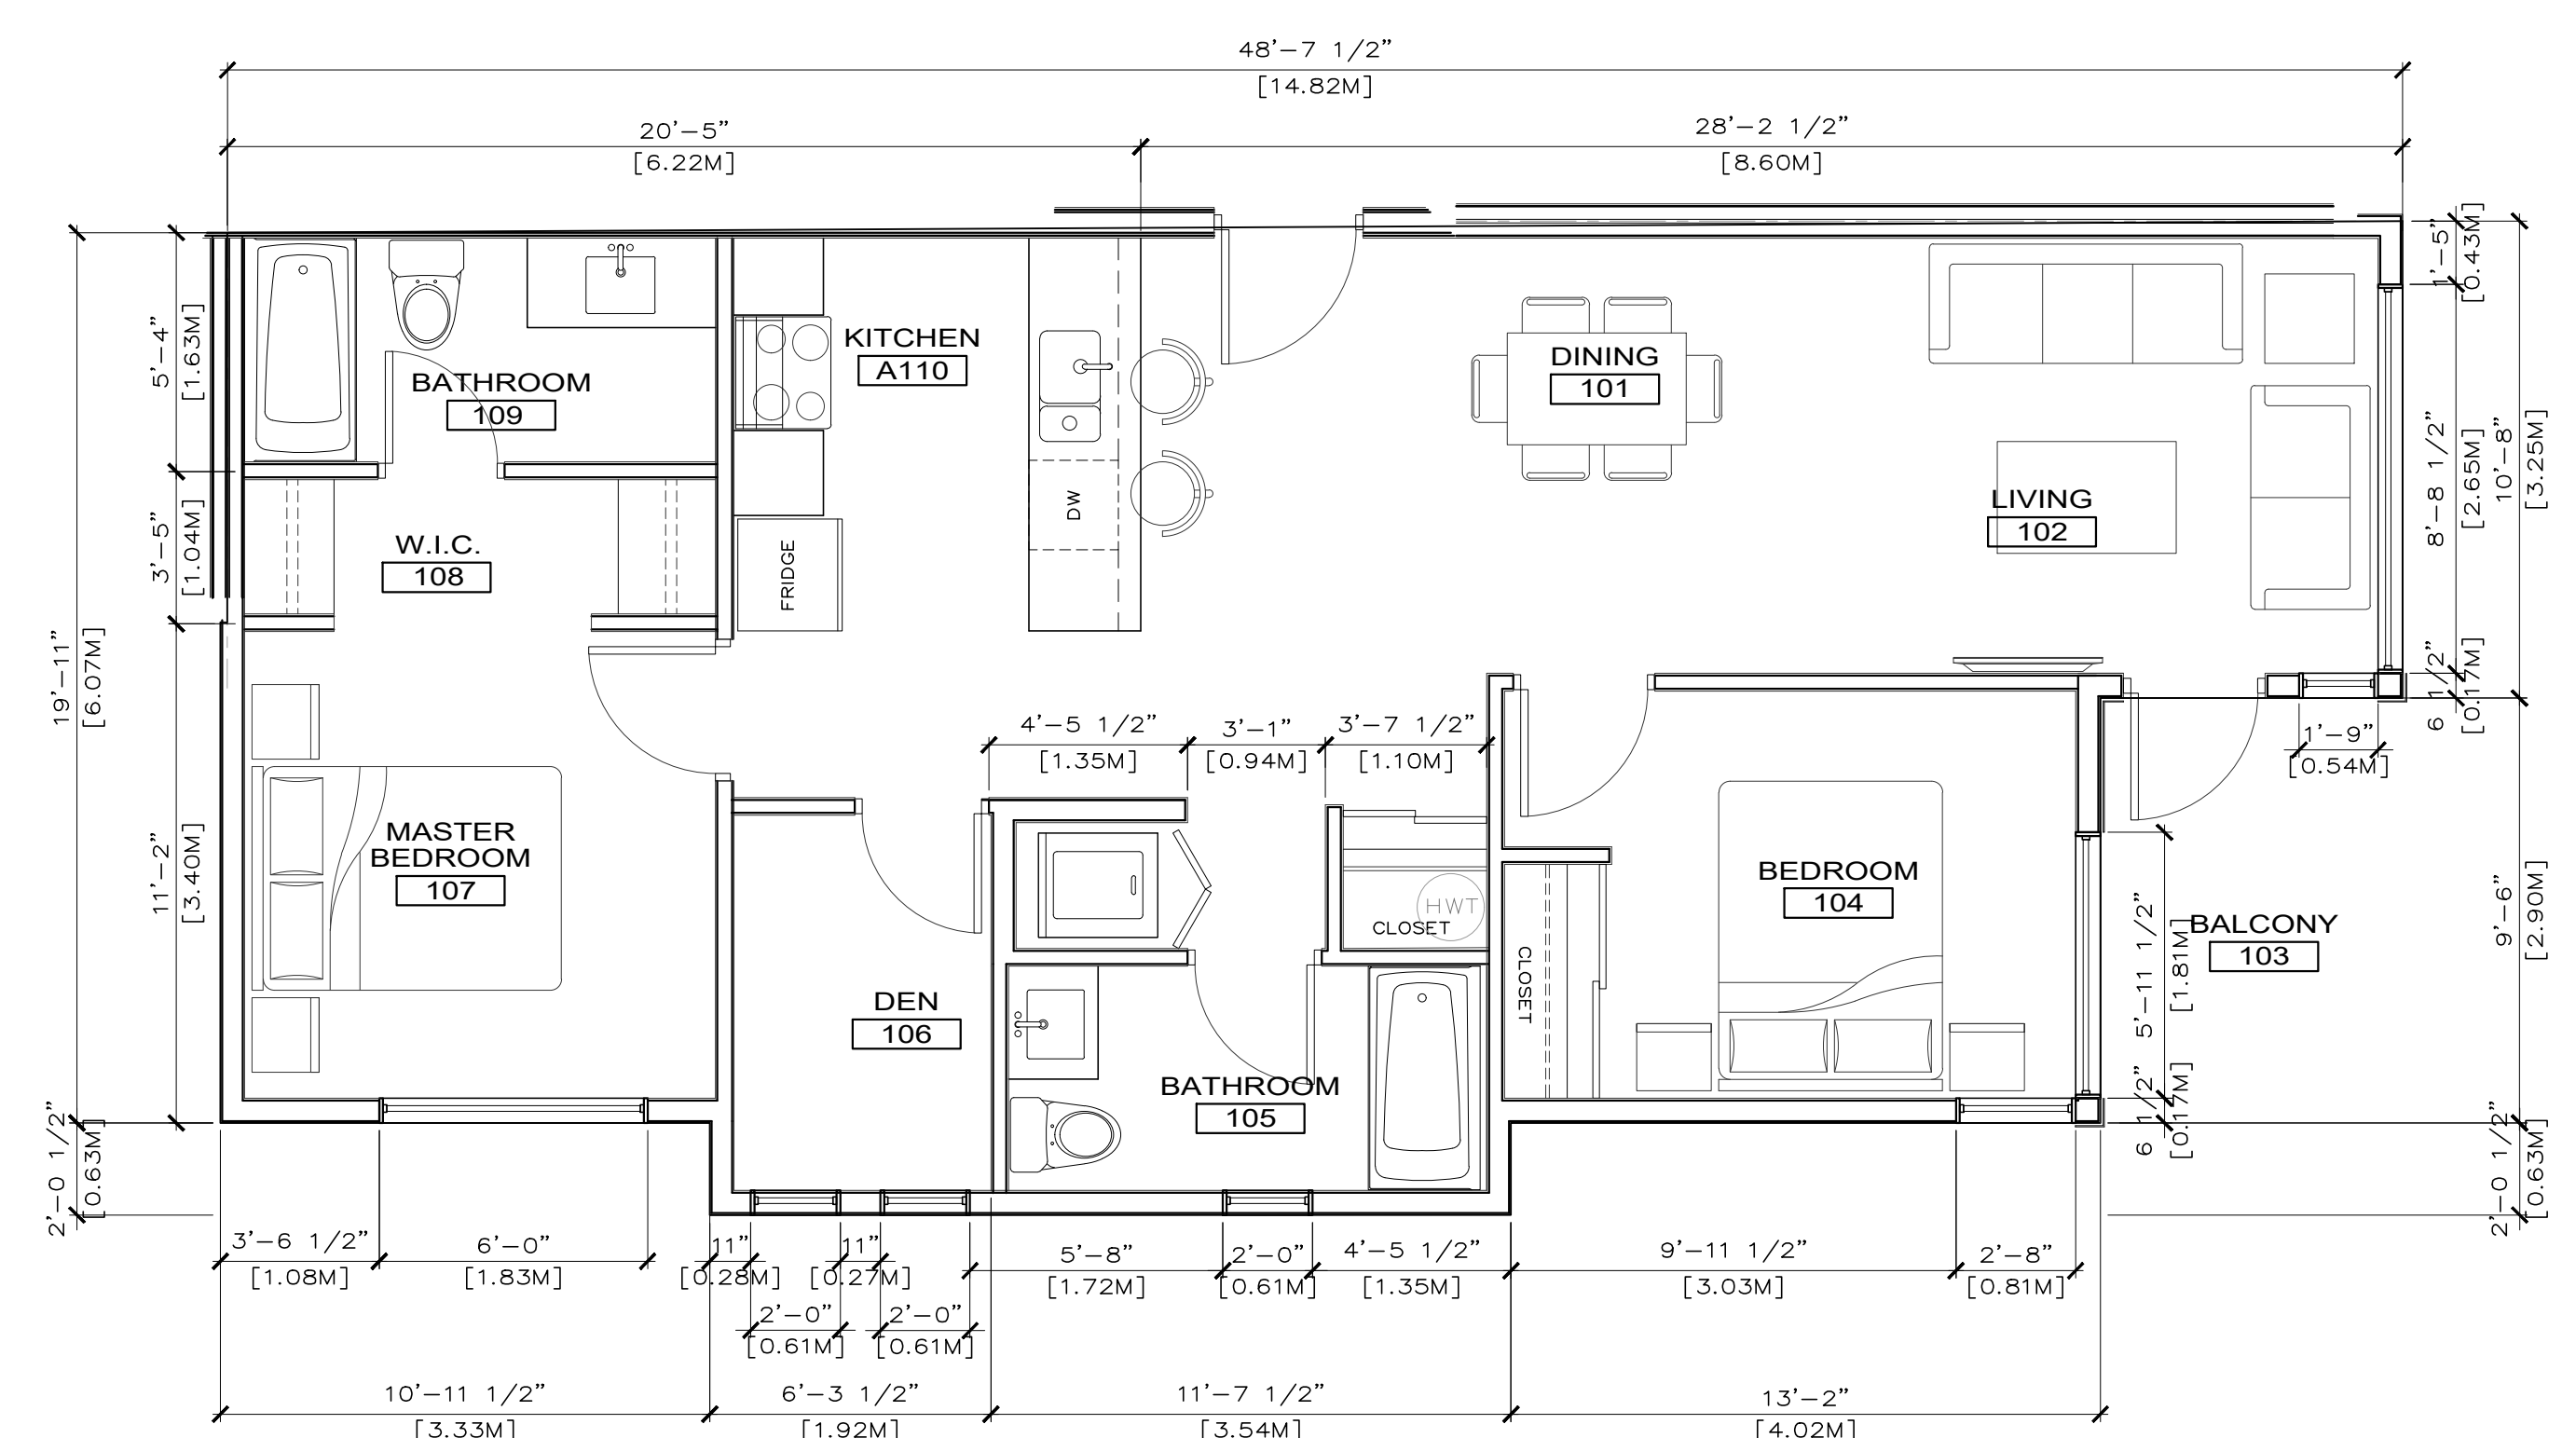 48'-7 1/2"
[14.82M]
20'-5"
[6.22M]
28'-2 1/2"
[8.60M]
1'-5"
[0.43M]
5'-4"
[1.63M]
KITCHEN
A110
DINING
101
BATHROOM
109
8'-8 1/2"
[2.65M]
10'-8"
[3.25M]
LIVING
102
DW
3'-5"
[1.04M]
W.I.C.
108
FRIDGE
19'-11"
[6.07M]
6 1/2"
[0.17M]
4'-5 1/2"
[1.35M]
3'-1"
[0.94M]
3'-7 1/2"
[1.10M]
1'-9"
[0.54M]
11'-2"
[3.40M]
MASTER
BEDROOM
107
BEDROOM
104
HWT
CLOSET
CLOSET
5'-11 1/2"
[1.81M]
BALCONY
103
9'-6"
[2.90M]
DEN
106
BATHROOM
105
6 1/2"
[0.17M]
2'-0 1/2"
[0.63M]
2'-0 1/2"
[0.63M]
3'-6 1/2"
[1.08M]
6'-0"
[1.83M]
11"
[0.28M]
11"
[0.27M]
5'-8"
[1.72M]
2'-0"
[0.61M]
4'-5 1/2"
[1.35M]
9'-11 1/2"
[3.03M]
2'-8"
[0.81M]
2'-0"
[0.61M]
2'-0"
[0.61M]
10'-11 1/2"
[3.33M]
6'-3 1/2"
[1.92M]
11'-7 1/2"
[3.54M]
13'-2"
[4.02M]